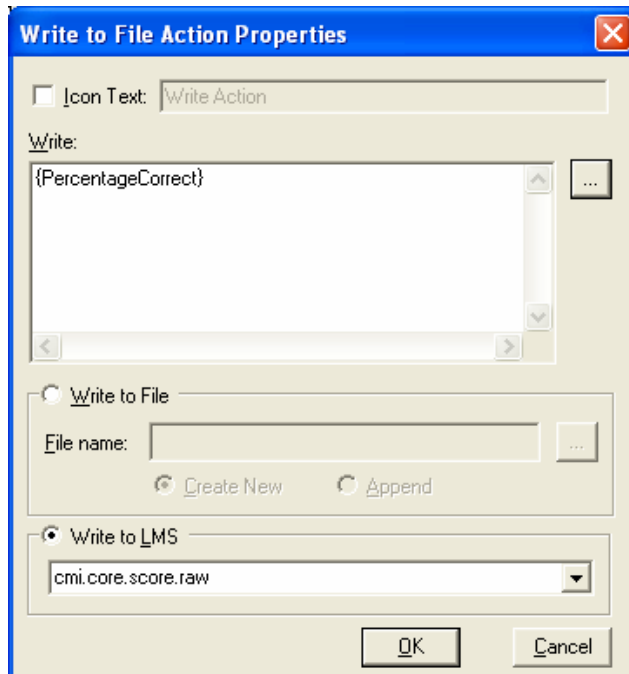 Write to File Action Properties
Icon Text: Write Action
Write:
{PercentageCorrect}
...
Write to File
File name:
...
Create New Append
Write to LMS
cmi.core.score.raw
OK Cancel